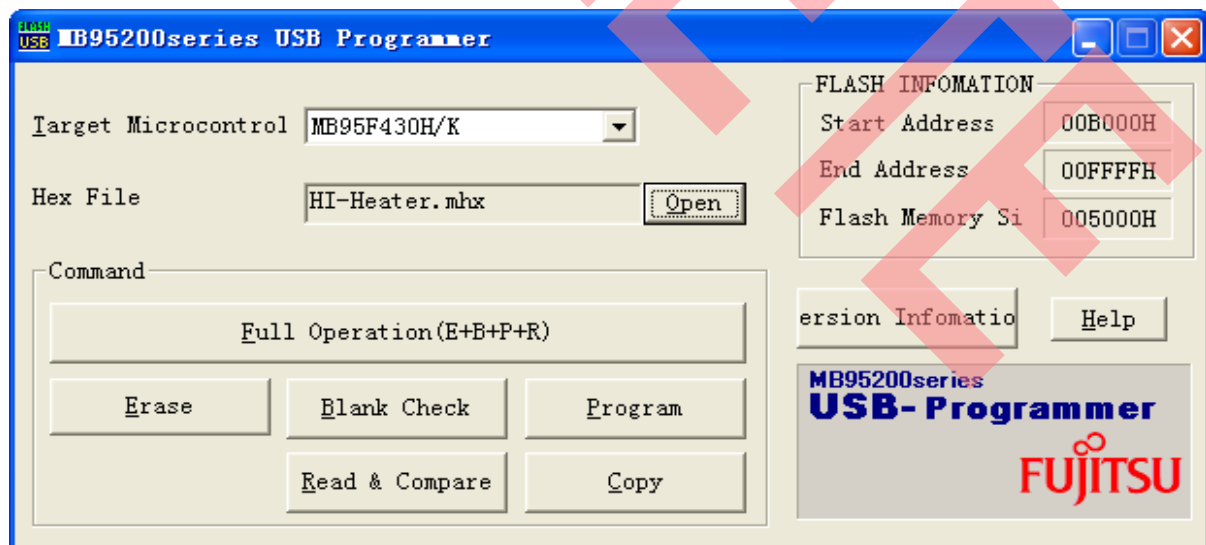 FLASH
USB MB95200series USB Programmer
Target Microcontrol MB95F430H/K
Hex File HI-Heater.mhx Open
Command
Full Operation(E+B+P+R)
Erase Blank Check Program
Read & Compare Copy
FLASH INFOMATION
Start Address 00B000H
End Address 00FFFFH
Flash Memory Si 005000H
ersion Infomatio Help
MB95200series
USB-Programmer
FUJITSU